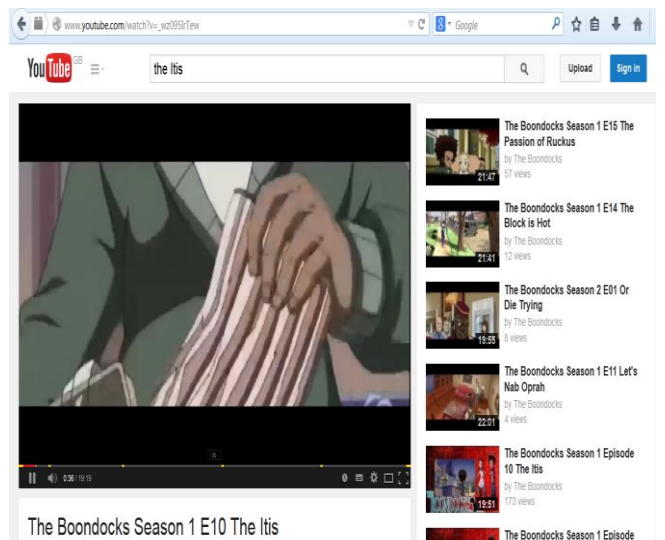 www.youtube.com/watch?v=_wz095lrTew
Google
YouTube GB
the Itis
Upload
Sign in
0:36 / 19:19
The Boondocks Season 1 E10 The Itis
21:47
The Boondocks Season 1 E15 The
Passion of Ruckus
by The Boondocks
57 views
21:41
The Boondocks Season 1 E14 The
Block is Hot
by The Boondocks
12 views
19:55
The Boondocks Season 2 E01 Or
Die Trying
by The Boondocks
8 views
22:01
The Boondocks Season 1 E11 Let's
Nab Oprah
by The Boondocks
4 views
19:51
The Boondocks Season 1 Episode
10 The Itis
by The Boondocks
173 views
The Boondocks Season 1 Episode